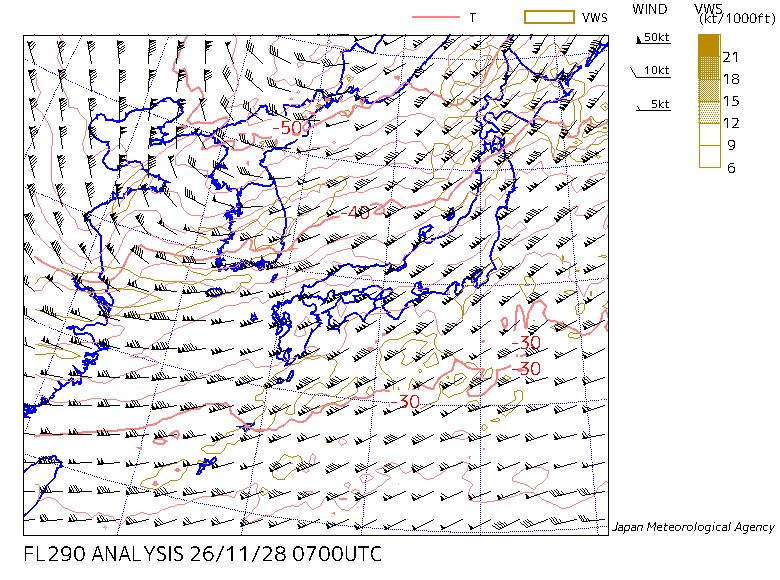 T VWS
WIND VWS
(kt/1000ft)
50kt
10kt
5kt
21
18
15
12
9
6
-50
-40
-30
-30
-30
Japan Meteorological Agency
FL290 ANALYSIS 26/11/28 0700UTC